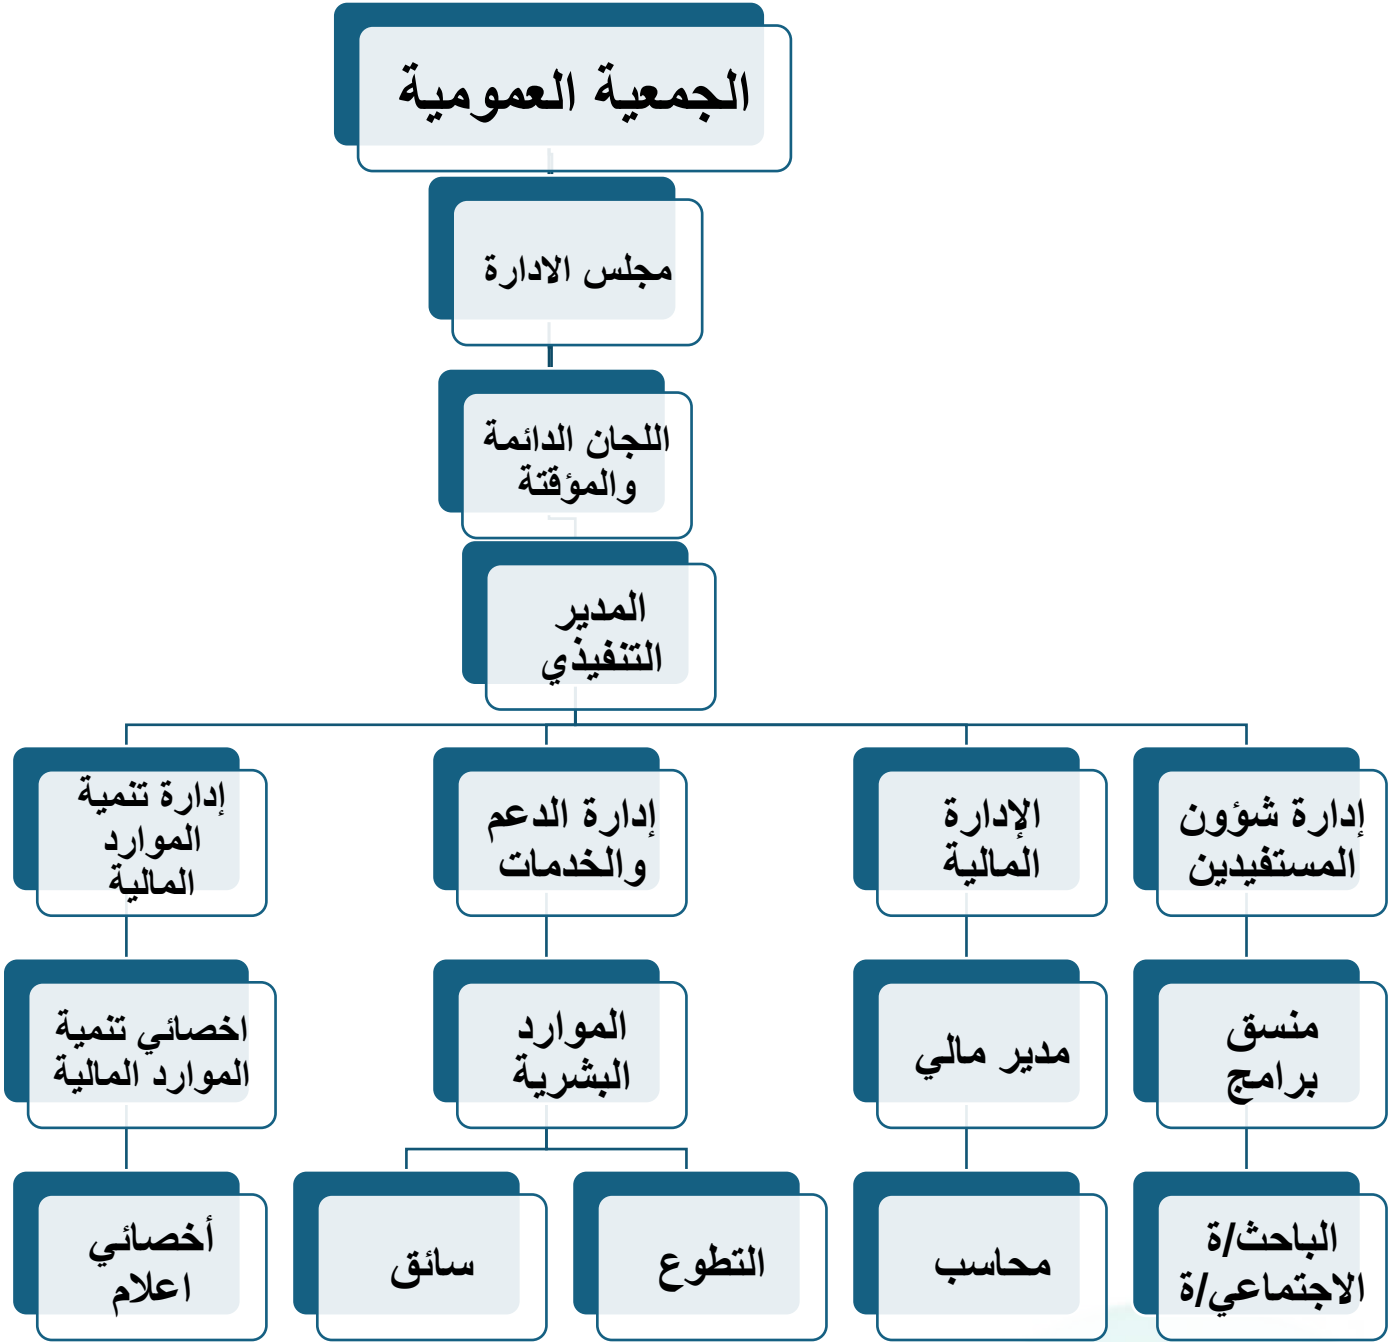 الجمعية العمومية
مجلس الادارة
اللجان الدائمة
والمؤقتة
المدير
التنفيذي
إدارة شؤون
المستفيدين
الإدارة
المالية
إدارة الدعم
والخدمات
إدارة تنمية
الموارد
المالية
منسق
برامج
مدير مالي
الموارد
البشرية
اخصائي تنمية
الموارد المالية
الباحث/ة
الاجتماعي/ة
محاسب
التطوع
سائق
أخصائي
اعلام